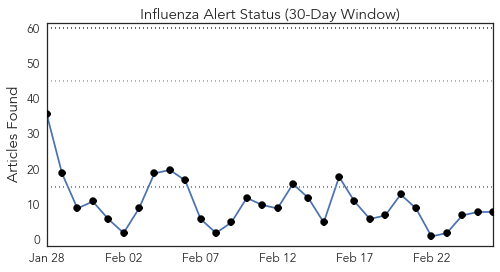 Influenza Alert Status (30-Day Window)
Articles Found
60
50
40
30
20
10
0
Jan 28 Feb 02 Feb 07 Feb 12 Feb 17 Feb 22